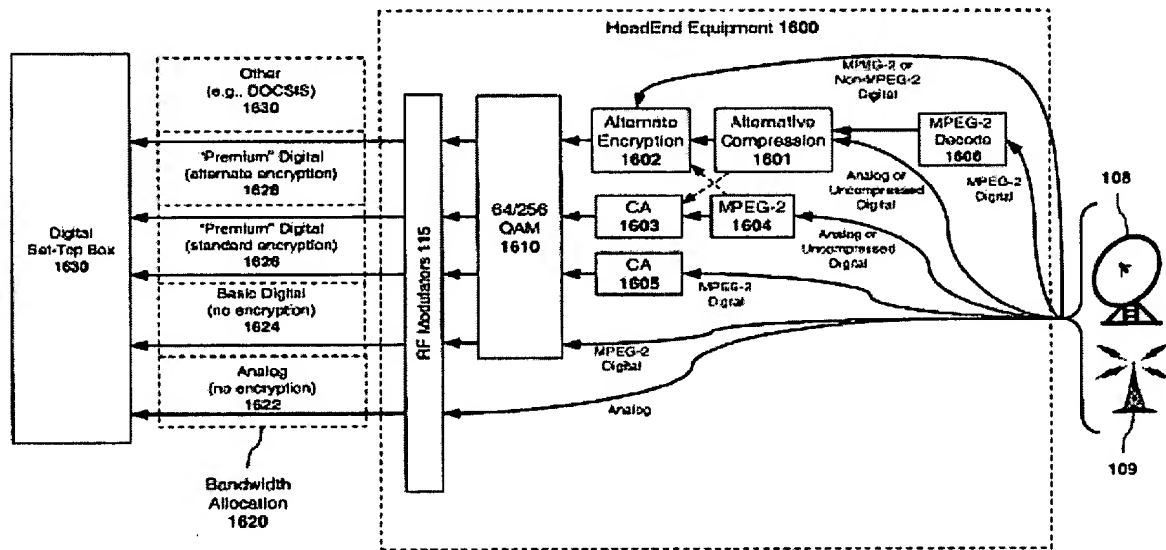 HeadEnd Equipment 1600
Digital
Set-Top Box
1630
Other
(e.g., DOCSIS)
1630
"Premium" Digital
(alternate encryption)
1628
"Premium" Digital
(standard encryption)
1626
Basic Digital
(no encryption)
1624
Analog
(no encryption)
1622
Bandwidth
Allocation
1620
RF Modulators 115
64/256
QAM
1610
Alternate
Encryption
1602
Alternative
Compression
1601
MPEG-2
Decode
1606
CA
1603
MPEG-2
1604
CA
1605
MPEG-2 or
Non-MPEG-2
Digital
MPEG-2
Digital
Analog or
Uncompressed
Digital
Analog or
Uncompressed
Digital
MPEG-2
Digital
MPEG-2
Digital
Analog
108
109